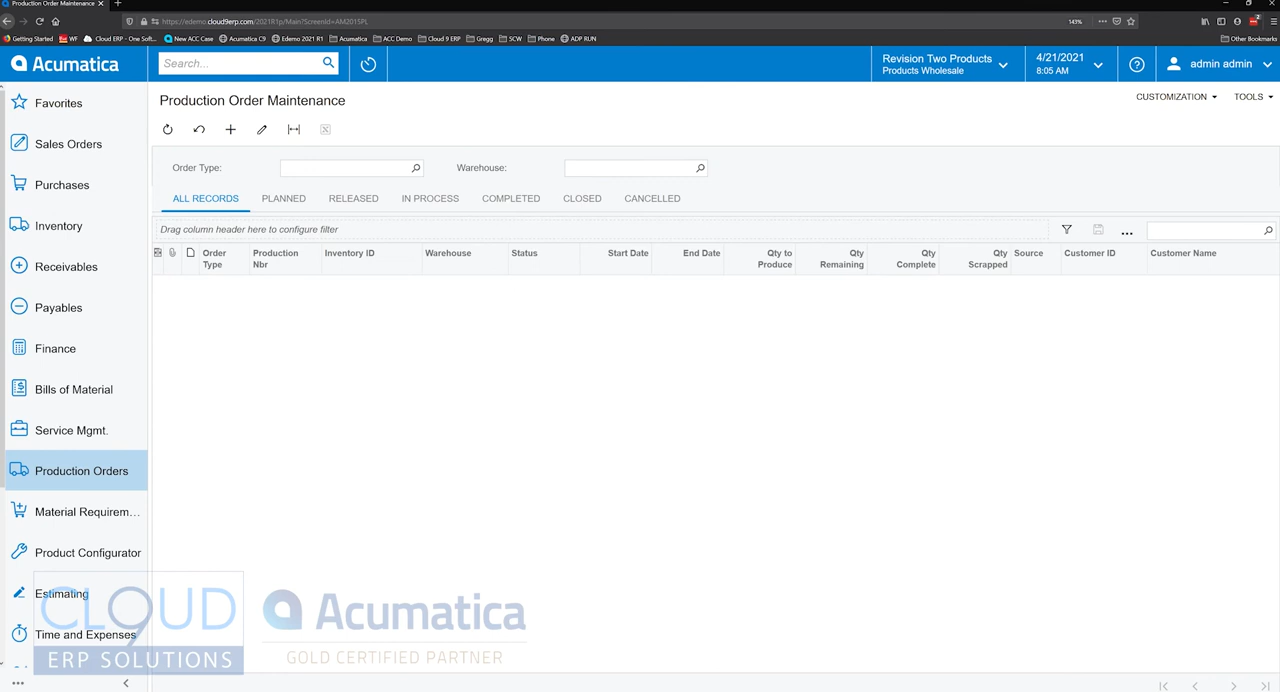 Production Order Maintenance
https://edemo.cloud9erp.com/2021R1p/Main?ScreenId=AM2015PL
143%
Getting Started
WF
Cloud ERP - One Soft...
New ACC Case
Acumatica C9
Edemo 2021 R1
Acumatica
ACC Demo
Cloud 9 ERP
Gregg
SCW
Phone
ADP RUN
Other Bookmarks
Acumatica
Search...
Revision Two Products
Products Wholesale
4/21/2021
8:05 AM
admin admin
Favorites
Sales Orders
Purchases
Inventory
Receivables
Payables
Finance
Bills of Material
Service Mgmt.
Production Orders
Material Requirem...
Product Configurator
Estimating
Time and Expenses
Production Order Maintenance
CUSTOMIZATION
TOOLS
Order Type:
Warehouse:
ALL RECORDS
PLANNED
RELEASED
IN PROCESS
COMPLETED
CLOSED
CANCELLED
Drag column header here to configure filter
Order
Type
Production
Nbr
Inventory ID
Warehouse
Status
Start Date
End Date
Qty to
Produce
Qty
Remaining
Qty
Complete
Qty
Scrapped
Source
Customer ID
Customer Name
CLOUD
9
ERP SOLUTIONS
Acumatica
GOLD CERTIFIED PARTNER